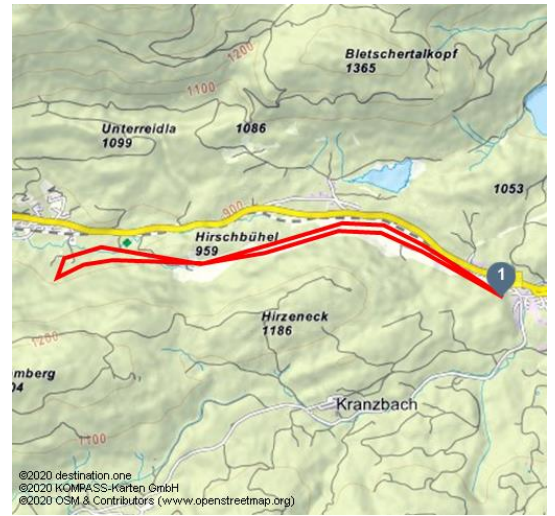 Bletschertalkopf
1365
1200
1100
Unterreidla
1099
1086
1053
900
Hirschbühel
959
1
Hirzeneck
1186
1200
mberg
04
Kranzbach
1100
©2020 destination.one
©2020 KOMPASS-Karten GmbH
©2020 OSM & Contributors (www.openstreetmap.org)